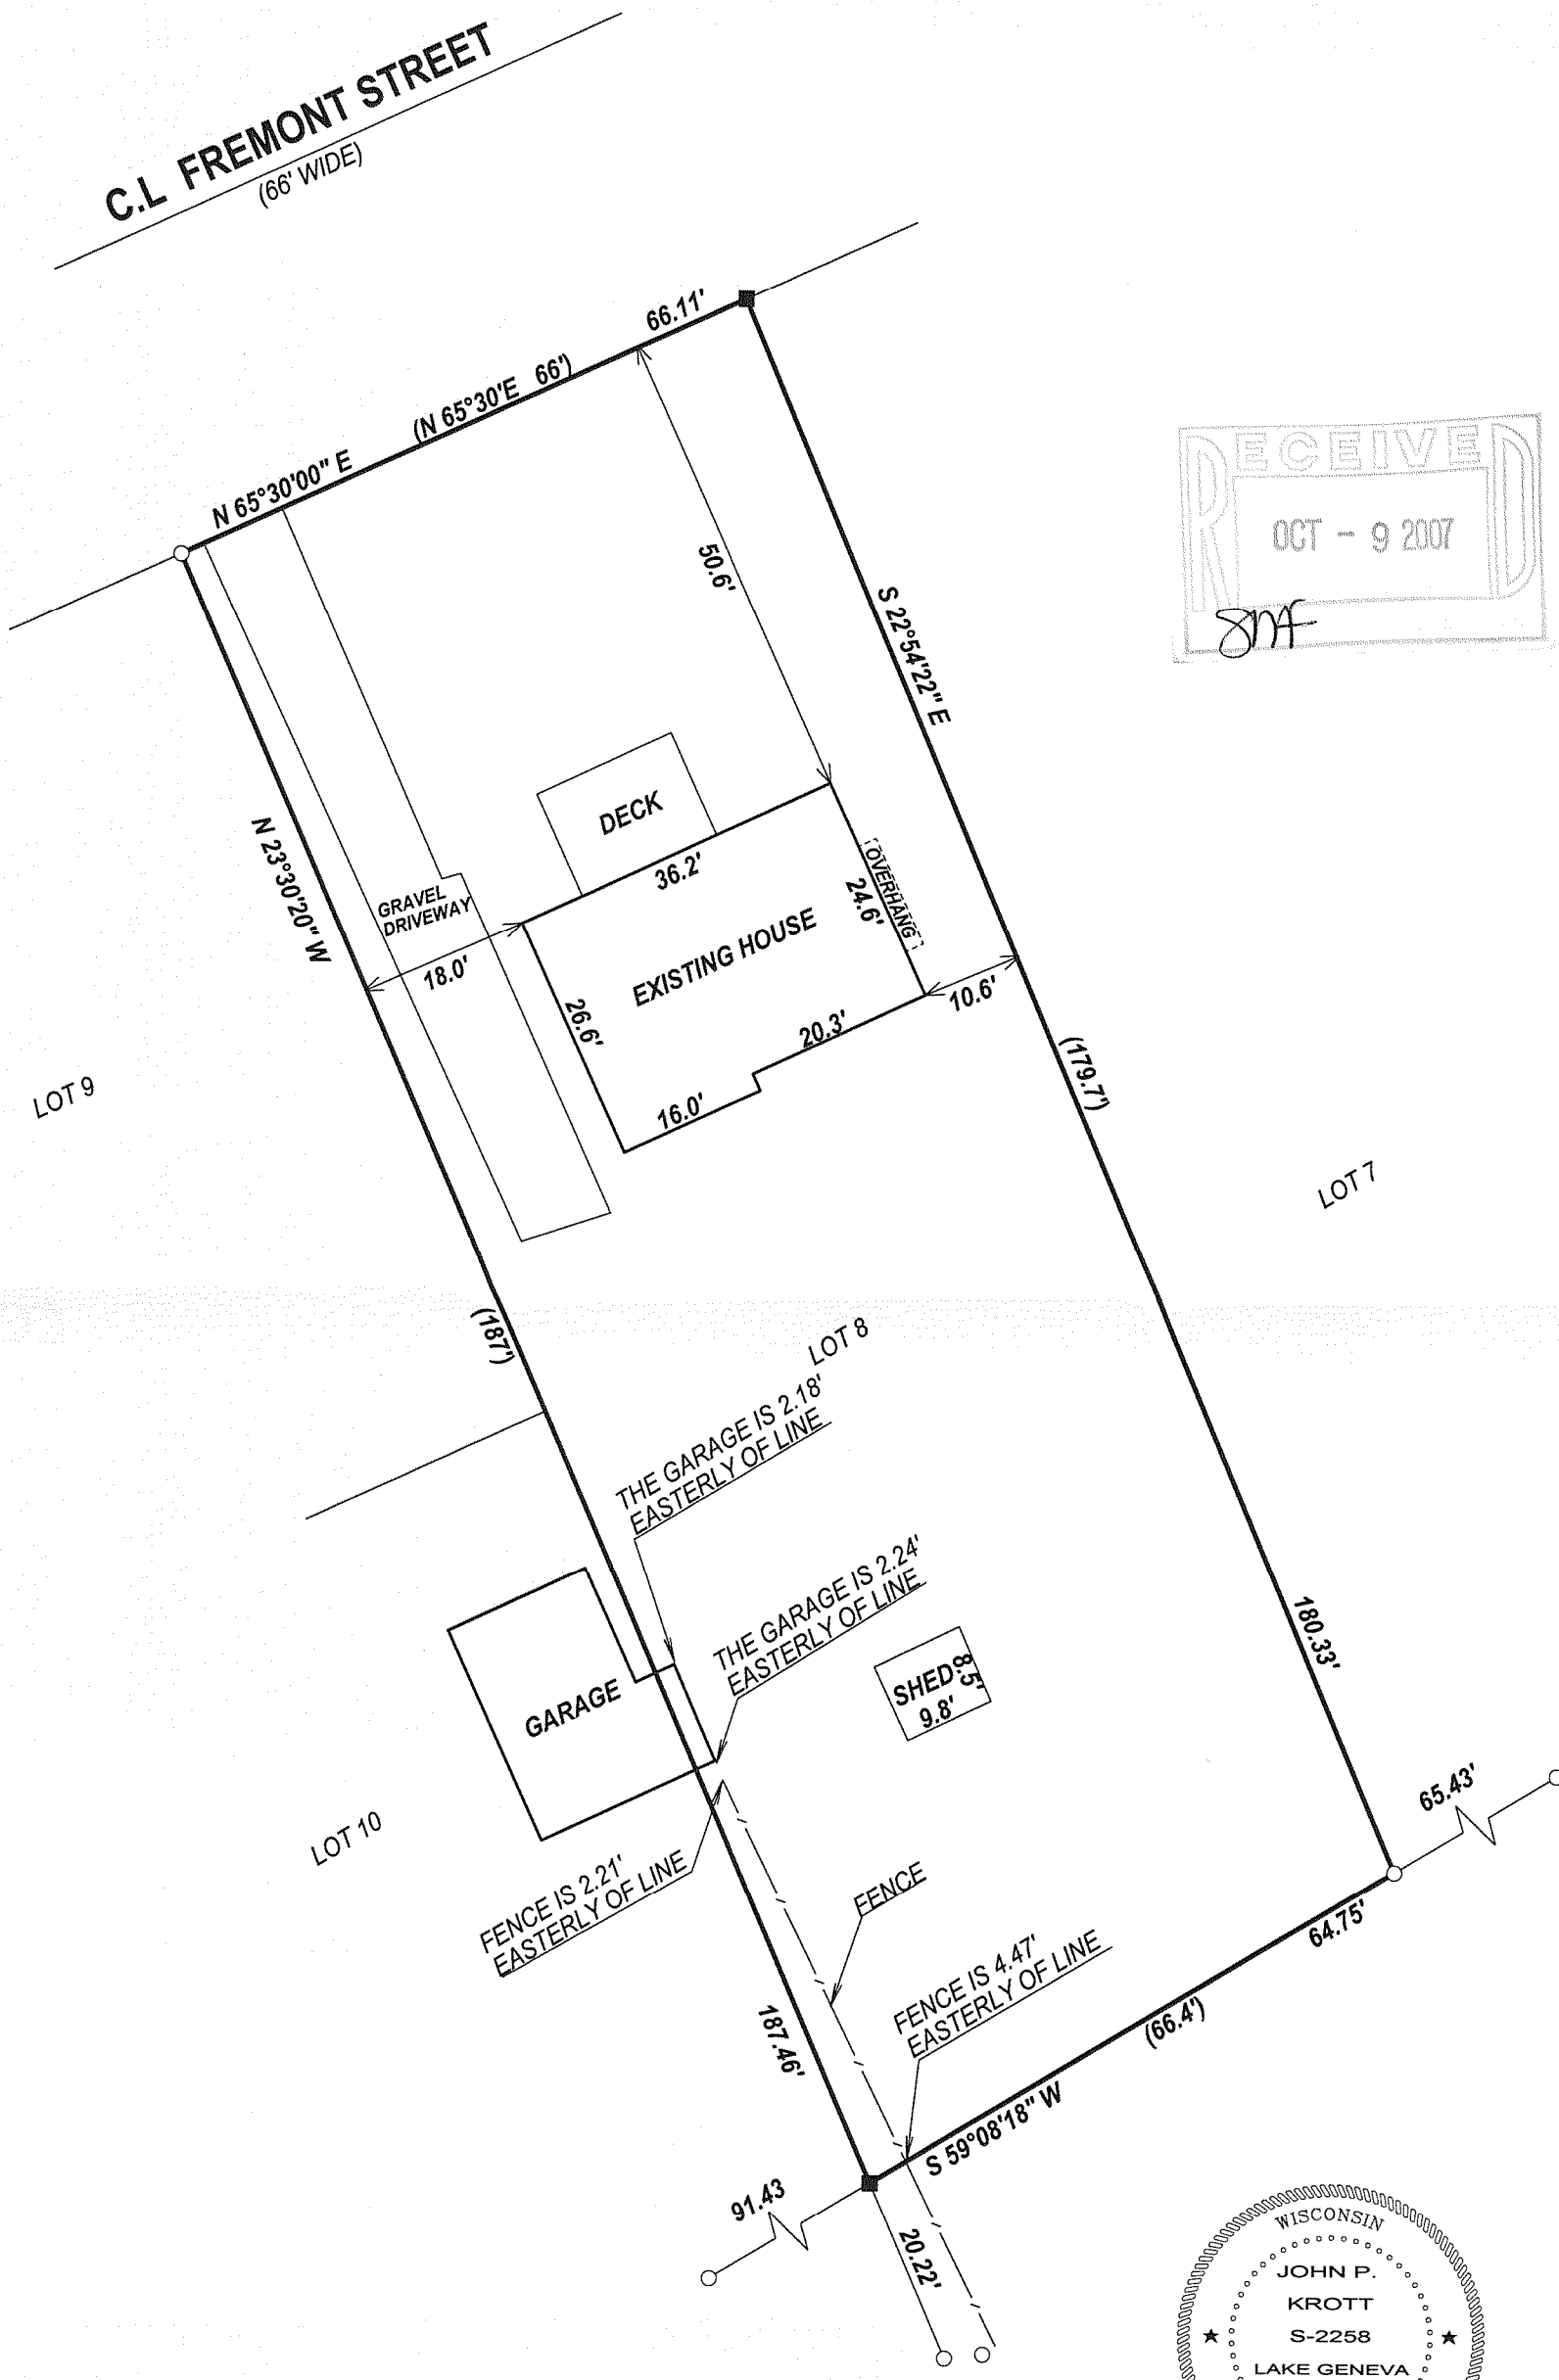 C.L FREMONT STREET
(66' WIDE)
66.11'
(N 65°30'E 66')
N 65°30'00" E
RECEIVED
OCT - 9 2007
50.6'
S 22°54'22" E
DECK
36.2'
OVERHANG
24.6'
N 23°30'20" W
GRAVEL
DRIVEWAY
EXISTING HOUSE
18.0'
10.6'
26.6'
20.3'
16.0'
(179.7')
LOT 9
LOT 7
(187')
LOT 8
THE GARAGE IS 2.18'
EASTERLY OF LINE
THE GARAGE IS 2.24'
EASTERLY OF LINE
180.33'
SHED
8.5'
9.8'
GARAGE
65.43'
LOT 10
FENCE IS 2.21'
EASTERLY OF LINE
FENCE
64.75'
FENCE IS 4.47'
EASTERLY OF LINE
(66.4')
187.46'
S 59°08'18" W
91.43
20.22'
WISCONSIN
JOHN P.
KROTT
S-2258
LAKE GENEVA